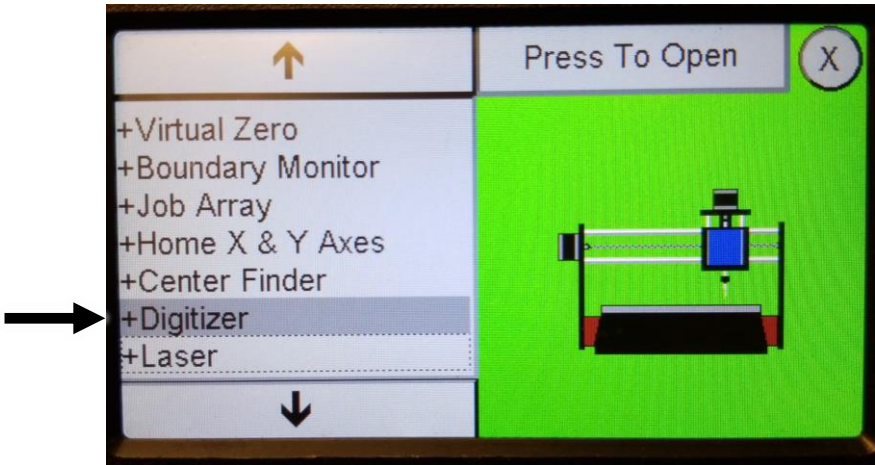 Press To Open
X
+Virtual Zero
+Boundary Monitor
+Job Array
+Home X & Y Axes
+Center Finder
+Digitizer
+Laser